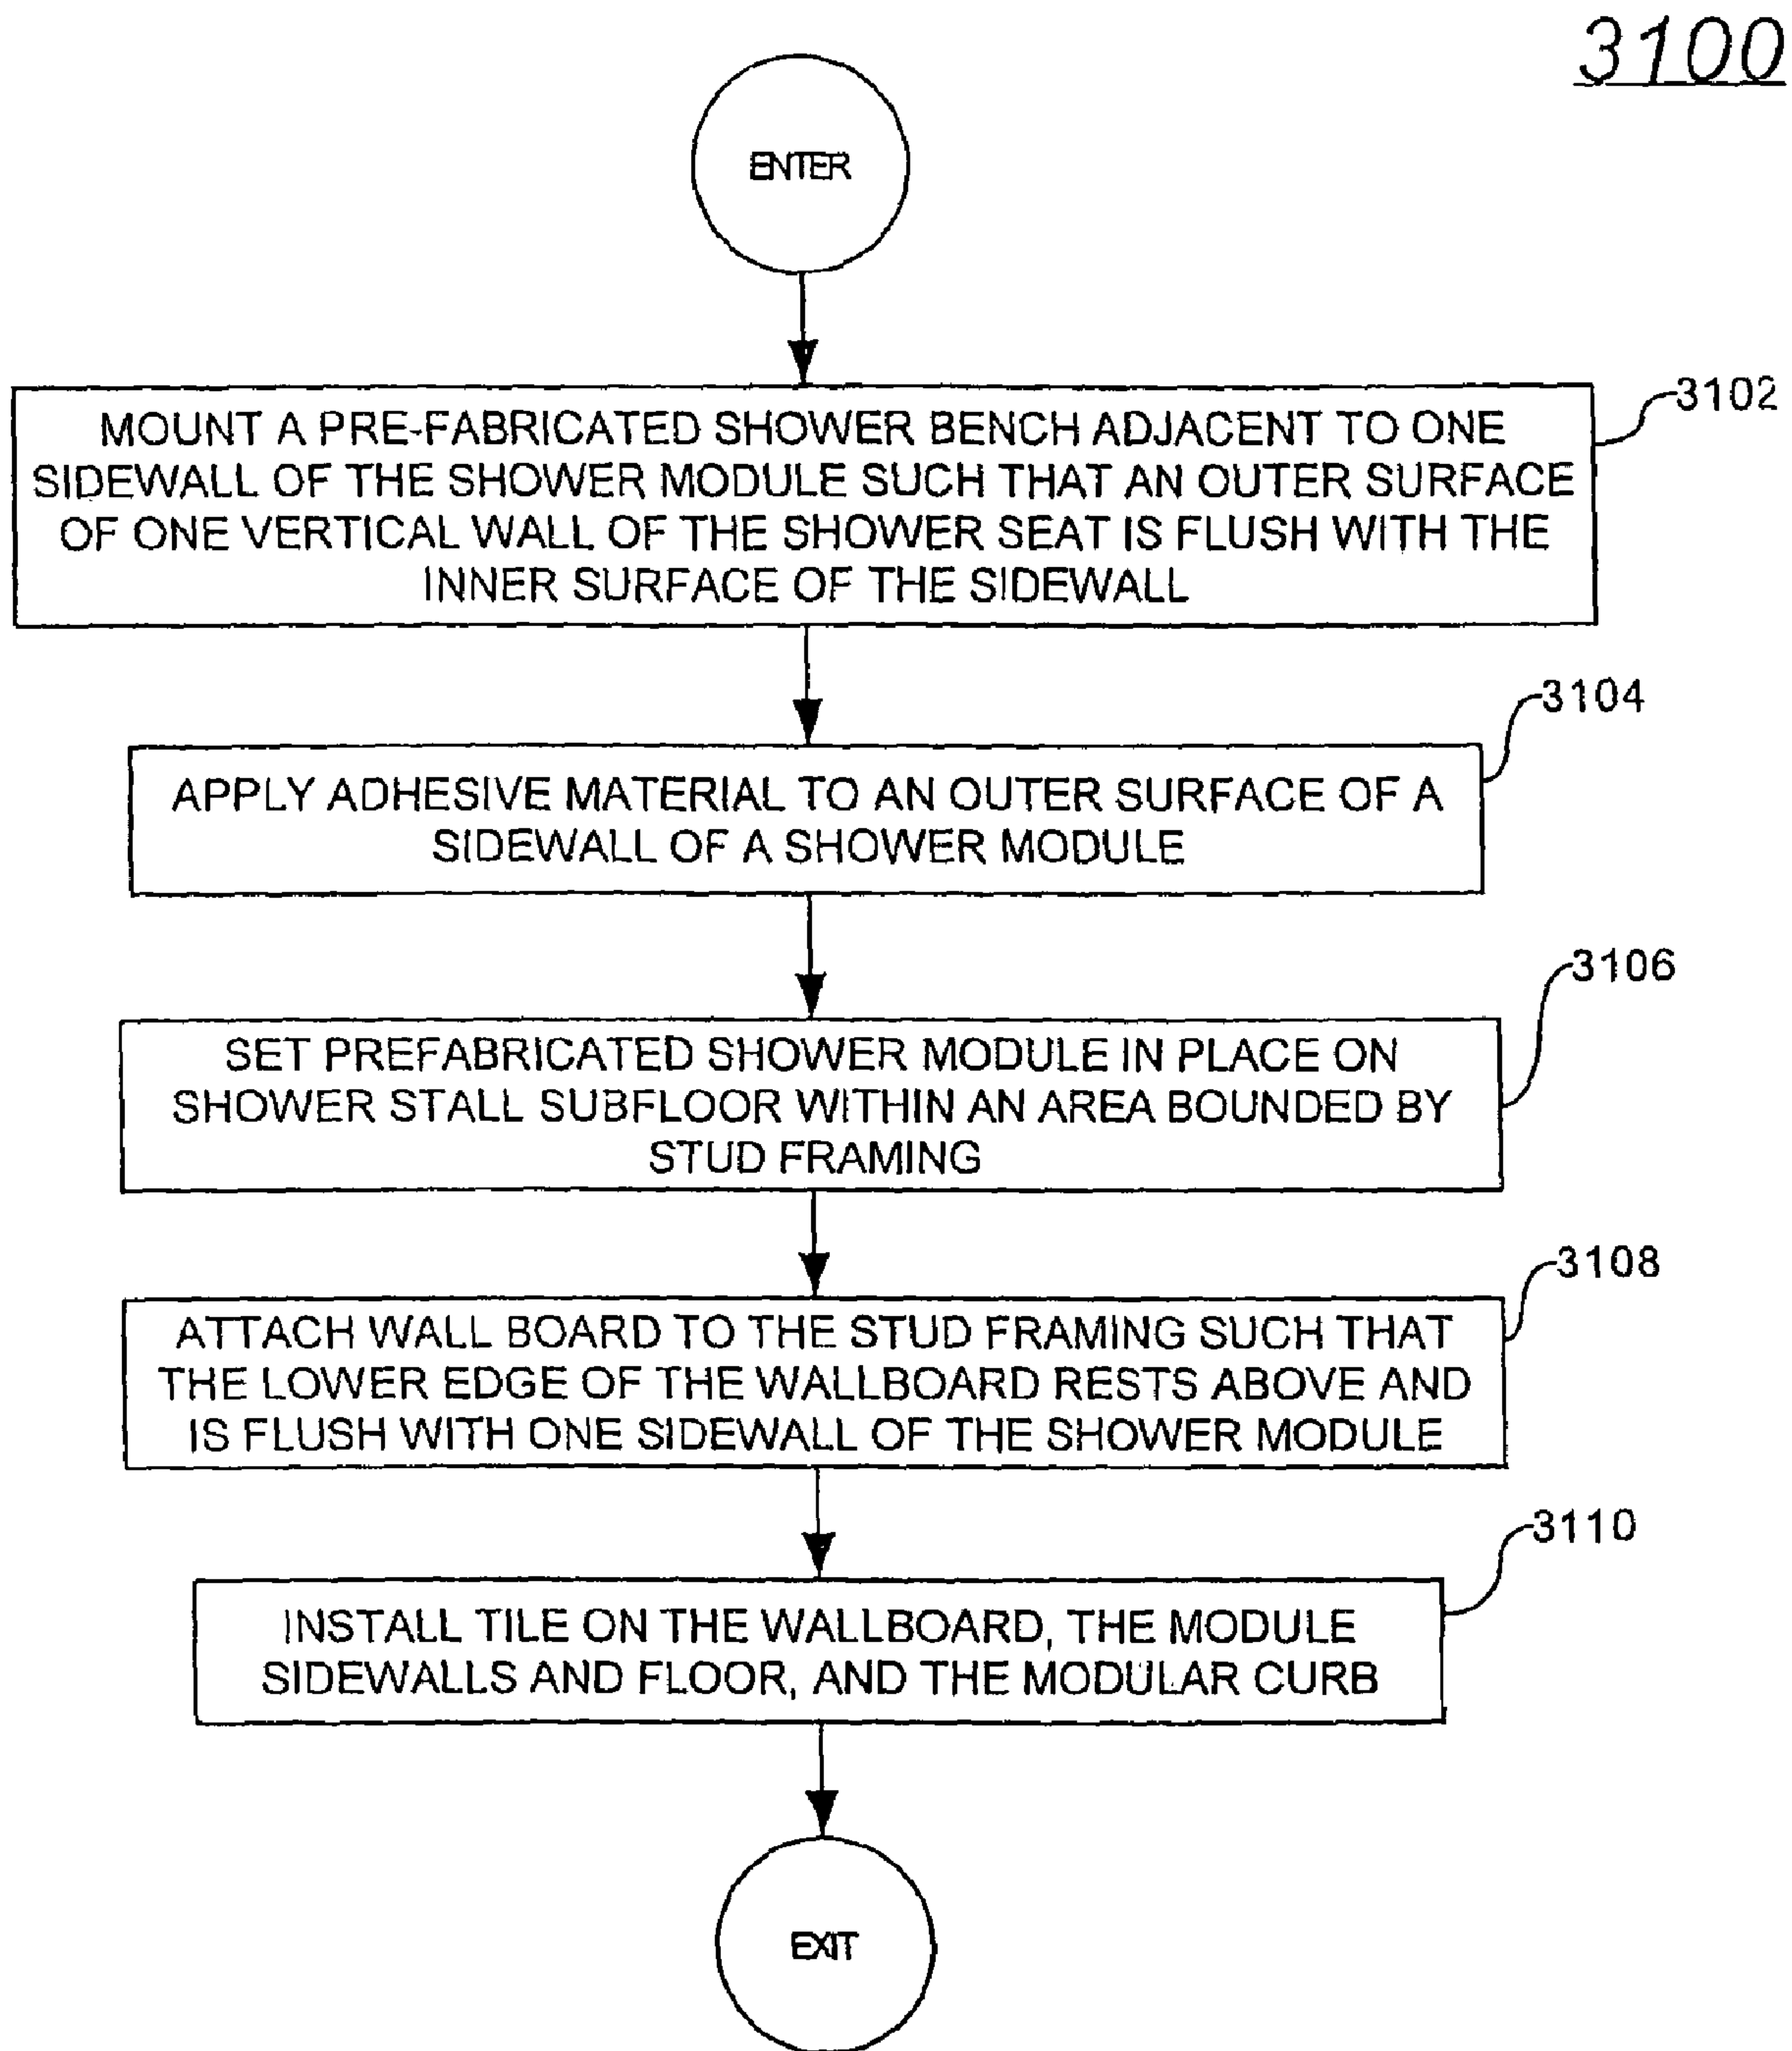 3100
ENTER
3102
MOUNT A PRE-FABRICATED SHOWER BENCH ADJACENT TO ONE
SIDEWALL OF THE SHOWER MODULE SUCH THAT AN OUTER SURFACE
OF ONE VERTICAL WALL OF THE SHOWER SEAT IS FLUSH WITH THE
INNER SURFACE OF THE SIDEWALL
3104
APPLY ADHESIVE MATERIAL TO AN OUTER SURFACE OF A
SIDEWALL OF A SHOWER MODULE
3106
SET PREFABRICATED SHOWER MODULE IN PLACE ON
SHOWER STALL SUBFLOOR WITHIN AN AREA BOUNDED BY
STUD FRAMING
3108
ATTACH WALL BOARD TO THE STUD FRAMING SUCH THAT
THE LOWER EDGE OF THE WALLBOARD RESTS ABOVE AND
IS FLUSH WITH ONE SIDEWALL OF THE SHOWER MODULE
3110
INSTALL TILE ON THE WALLBOARD, THE MODULE
SIDEWALLS AND FLOOR, AND THE MODULAR CURB
EXIT